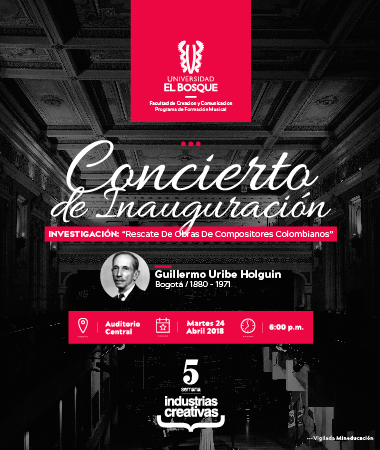 UNIVERSIDAD
EL BOSQUE
Facultad de Creación y Comunicación
Programa de Formación Musical
Concierto
de Inauguración
INVESTIGACIÓN: "Rescate De Obras De Compositores Colombianos"
Guillermo Uribe Holguin
Bogotá / 1880 - 1971
Auditorio
Central
Martes 24
Abril 2018
6:00 p.m.
5
semana
industrias
creativas
Vigilada Mineducación